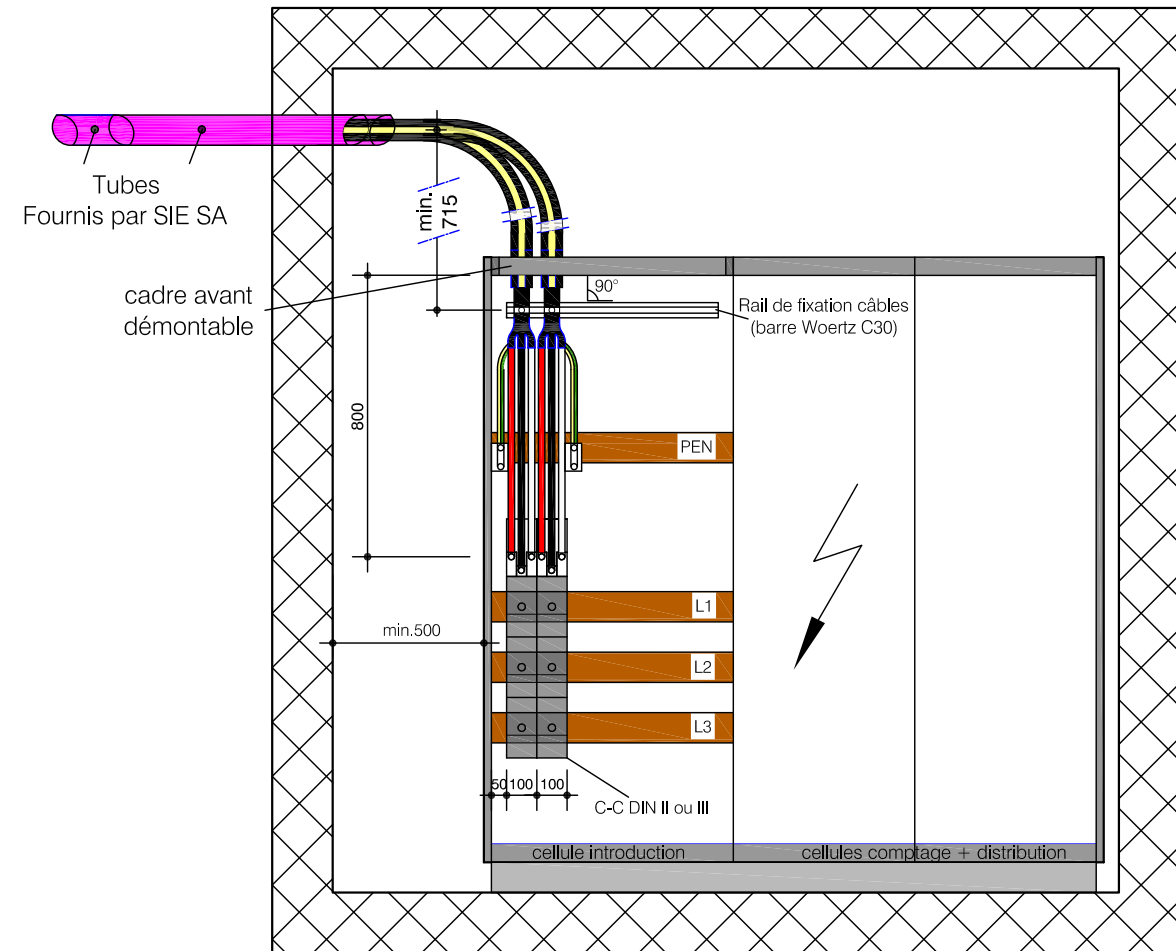 Tubes
Fournis par SIE SA
min.
715
cadre avant
démontable
90°
Rail de fixation câbles
(barre Woertz C30)
800
PEN
L1
min.500
L2
L3
50
100
100
C-C DIN II ou III
cellule introduction
cellules comptage + distribution